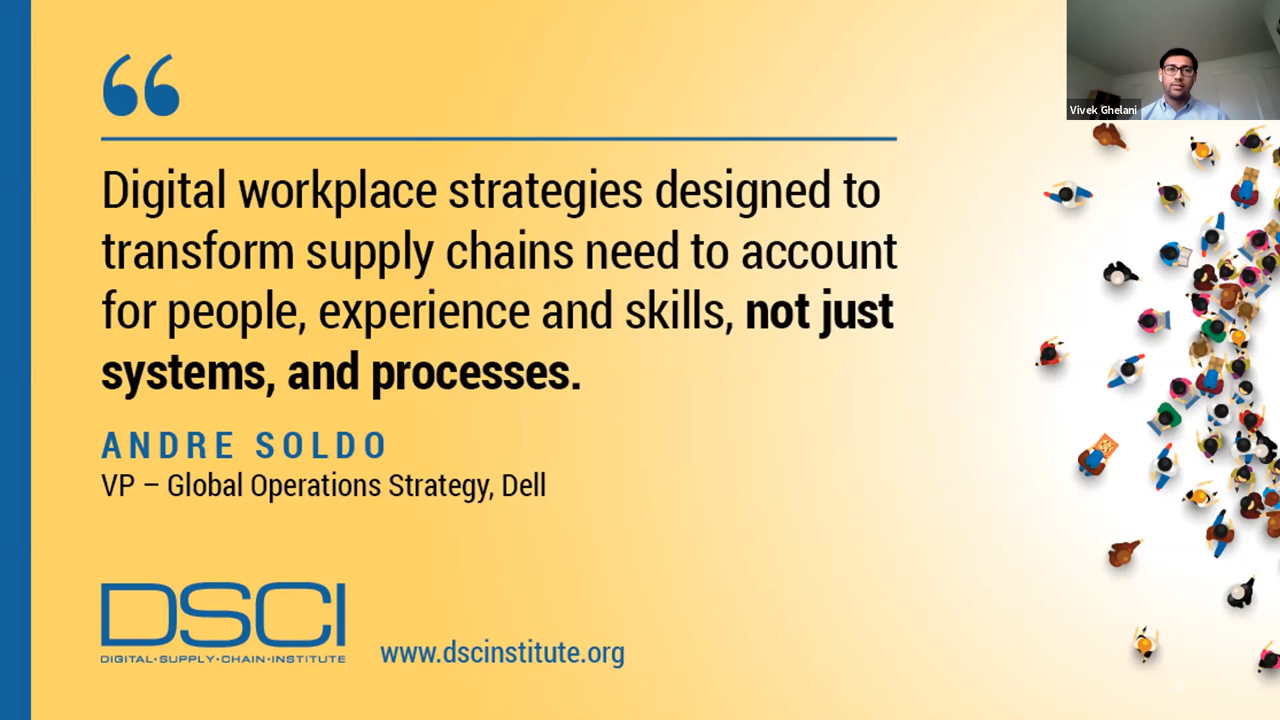 Vivek Ghelani
“
Digital workplace strategies designed to
transform supply chains need to account
for people, experience and skills, not just
systems, and processes.
ANDRE SOLDO
VP – Global Operations Strategy, Dell
DSCI
DIGITAL·SUPPLY·CHAIN·INSTITUTE
www.dscinstitute.org